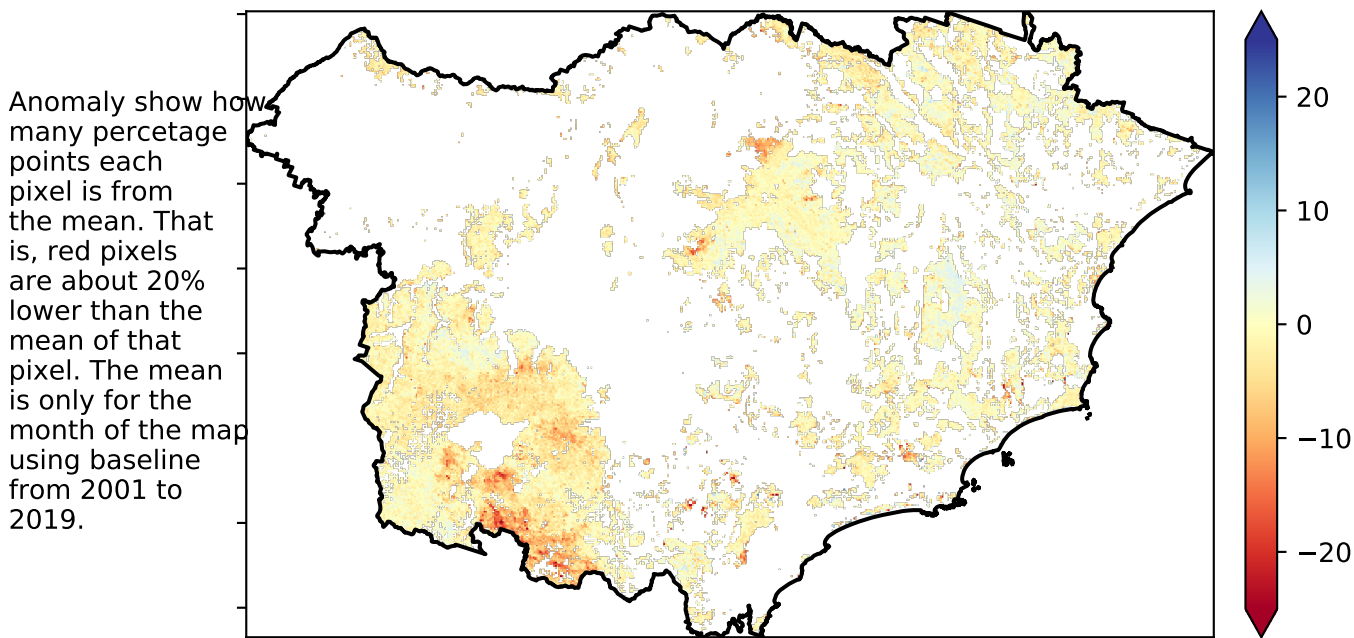 Anomaly show how
many percetage
points each
pixel is from
the mean. That
is, red pixels
are about 20%
lower than the
mean of that
pixel. The mean
is only for the
month of the map
using baseline
from 2001 to
2019.
20
10
0
−10
−20